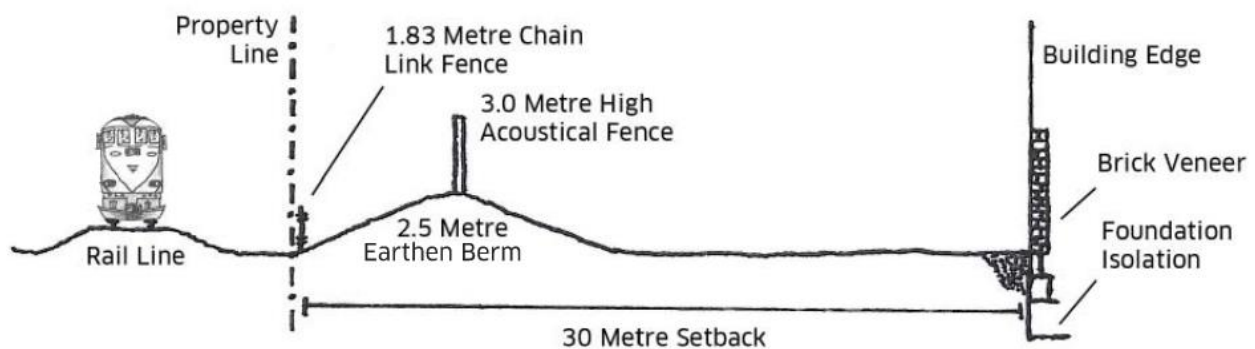 Property
Line
1.83 Metre Chain
Link Fence
3.0 Metre High
Acoustical Fence
Building Edge
Brick Veneer
2.5 Metre
Earthen Berm
Rail Line
Foundation
Isolation
30 Metre Setback